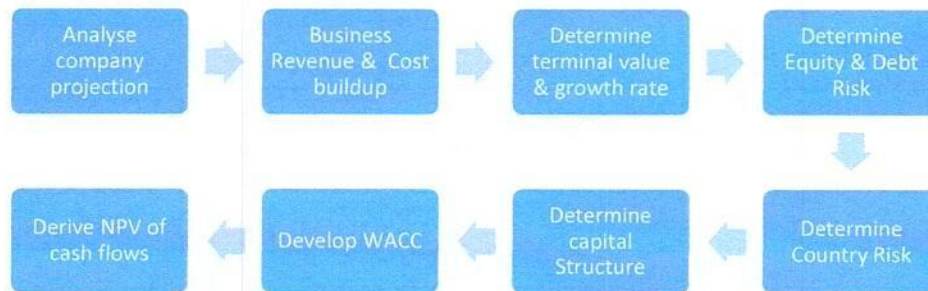 Analyse
company
projection
Business
Revenue & Cost
buildup
Determine
terminal value
& growth rate
Determine
Equity & Debt
Risk
Determine
Country Risk
Determine
capital
Structure
Develop WACC
Derive NPV of
cash flows